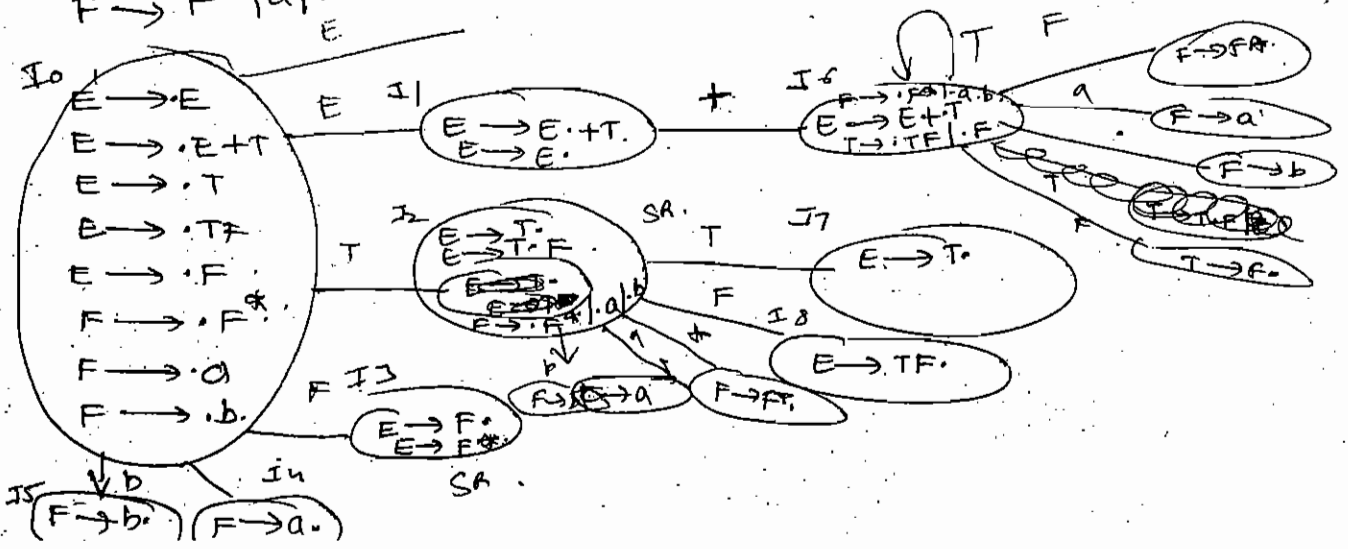 F → F* |a|
E
I0
E' → ·E
E → ·E+T
E → ·T
E → ·TF
E → ·F
F → ·F*
F → ·a
F → ·b.
E
I1
E → E·+T.
E → E·
+
I6
E → E+·T
T → ·TF|·F
T
F
F → F*·
a
F → a·
F → b
F
T → F·
T
I2
E → T·
E → T·F
F → ·F*|·a|·b
SR.
T
I7
E → T·
F
I8
E → TF·
b
a
*
→ a
F I3
E → F·
E → F*·
SR.
I5
b
F → b·
I4
F → a·